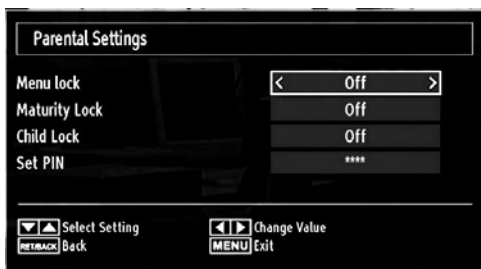 Parental Settings
Menu lock < Off >
Maturity Lock Off
Child Lock Off
Set PIN ****
Select Setting Change Value
RET/BACK Back MENU Exit